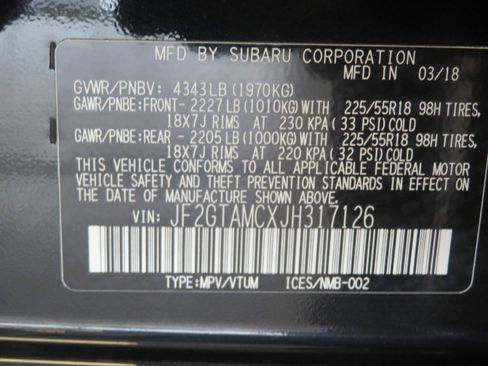 MFD BY SUBARU CORPORATION
MFD IN 03/18
GVWR/PNBV: 4343LB (1970KG)
GAWR/PNBE:FRONT- 2227LB (1010KG) WITH 225/55R18 98H TIRES,
18X7J RIMS AT 230 KPA (33 PSI) COLD
GAWR/PNBE:REAR - 2205LB (1000KG) WITH 225/55R18 98H TIRES,
18X7J RIMS AT 220 KPA (32 PSI) COLD
THIS VEHICLE CONFORMS TO ALL APPLICABLE FEDERAL MOTOR
VEHICLE SAFETY AND THEFT PREVENTION STANDARDS IN EFFECT ON
THE DATE OF MANUFACTURE SHOWN ABOVE.
VIN: JF2GTAMCXJH317126
TYPE:MPV/VTUM ICES/NMB-002